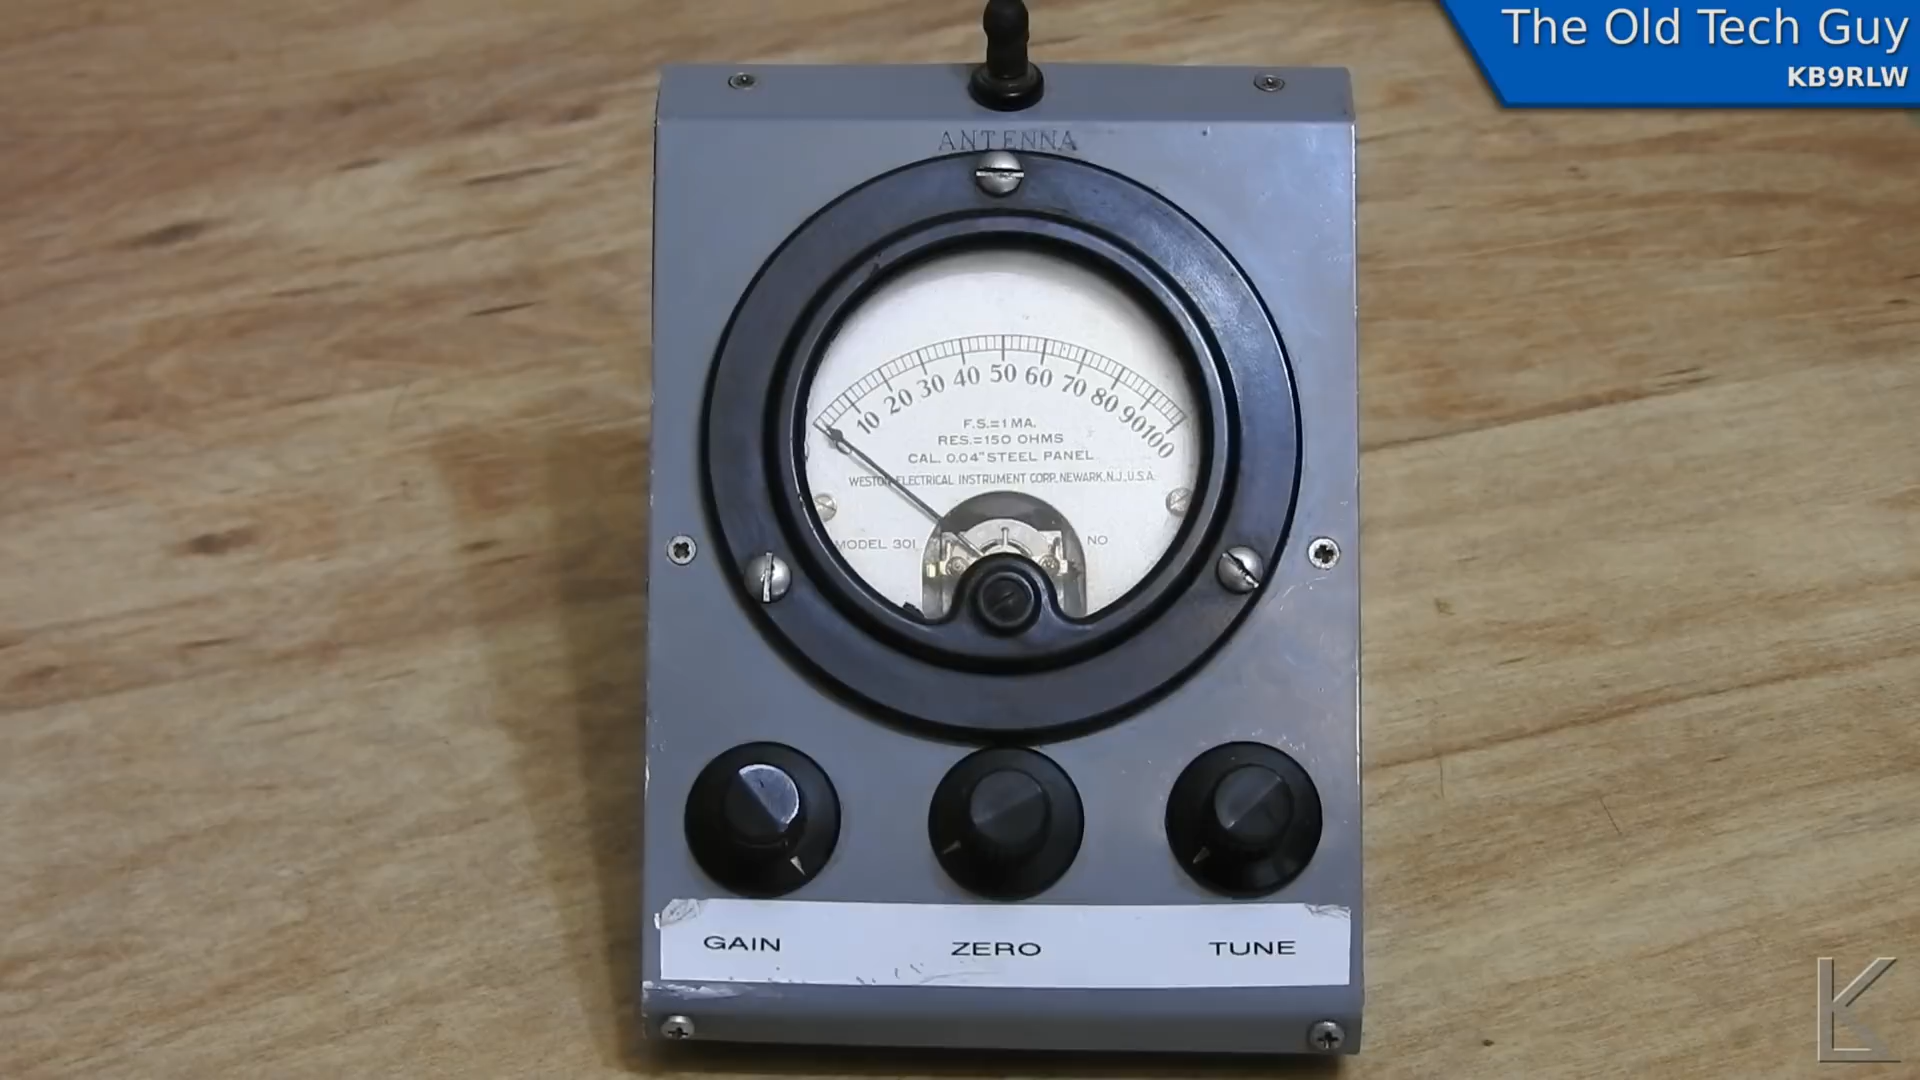 The Old Tech Guy
KB9RLW
ANTENNA
10 20 30 40 50 60 70 80 90 100
F.S.=1 MA.
RES.=150 OHMS
CAL. 0.04" STEEL PANEL
WESTON ELECTRICAL INSTRUMENT CORP. NEWARK, N.J., U.S.A.
MODEL 301 NO
GAIN ZERO TUNE